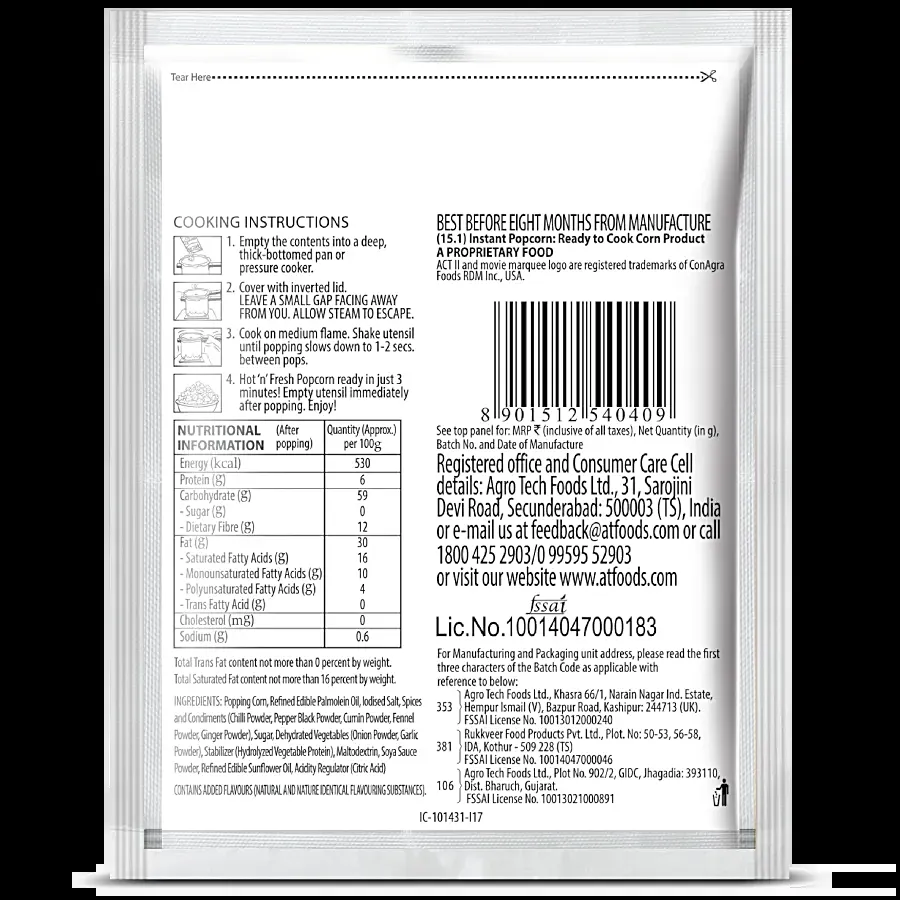 Tear Here
COOKING INSTRUCTIONS
1. Empty the contents into a deep,
thick-bottomed pan or
pressure cooker.
2. Cover with inverted lid.
LEAVE A SMALL GAP FACING AWAY
FROM YOU. ALLOW STEAM TO ESCAPE.
3. Cook on medium flame. Shake utensil
until popping slows down to 1-2 secs.
between pops.
4. Hot 'n' Fresh Popcorn ready in just 3
minutes! Empty utensil immediately
after popping. Enjoy!
NUTRITIONAL INFORMATION (After popping) Quantity (Approx.) per 100g
Energy (kcal) 530
Protein (g) 6
Carbohydrate (g) 59
- Sugar (g) 0
- Dietary Fibre (g) 12
Fat (g) 30
- Saturated Fatty Acids (g) 16
- Monounsaturated Fatty Acids (g) 10
- Polyunsaturated Fatty Acids (g) 4
- Trans Fatty Acid (g) 0
Cholesterol (mg) 0
Sodium (g) 0.6
Total Trans Fat content not more than 0 percent by weight.
Total Saturated Fat content not more than 16 percent by weight.
INGREDIENTS: Popping Corn, Refined Edible Palmolein Oil, Iodised Salt, Spices
and Condiments (Chilli Powder, Pepper Black Powder, Cumin Powder, Fennel
Powder, Ginger Powder), Sugar, Dehydrated Vegetables (Onion Powder, Garlic
Powder), Stabilizer (Hydrolyzed Vegetable Protein), Maltodextrin, Soya Sauce
Powder, Refined Edible Sunflower Oil, Acidity Regulator (Citric Acid)
CONTAINS ADDED FLAVOURS (NATURAL AND NATURE IDENTICAL FLAVOURING SUBSTANCES).
BEST BEFORE EIGHT MONTHS FROM MANUFACTURE
(15.1) Instant Popcorn: Ready to Cook Corn Product
A PROPRIETARY FOOD
ACT II and movie marquee logo are registered trademarks of ConAgra
Foods RDM Inc., USA.
8 901512 540409
See top panel for: MRP ₹ (inclusive of all taxes), Net Quantity (in g),
Batch No. and Date of Manufacture
Registered office and Consumer Care Cell
details: Agro Tech Foods Ltd., 31, Sarojini
Devi Road, Secunderabad: 500003 (TS), India
or e-mail us at feedback@atfoods.com or call
1800 425 2903/0 99595 52903
or visit our website www.atfoods.com
fssai
Lic.No.10014047000183
For Manufacturing and Packaging unit address, please read the first
three characters of the Batch Code as applicable with
reference to below:
353 Agro Tech Foods Ltd., Khasra 66/1, Narain Nagar Ind. Estate,
Hempur Ismail (V), Bazpur Road, Kashipur: 244713 (UK).
FSSAI License No. 10013012000240
381 Rukkveer Food Products Pvt. Ltd., Plot. No: 50-53, 56-58,
IDA, Kothur - 509 228 (TS)
FSSAI License No. 10014047000046
106 Agro Tech Foods Ltd., Plot No. 902/2, GIDC, Jhagadia: 393110,
Dist. Bharuch, Gujarat.
FSSAI License No. 10013021000891
IC-101431-I17